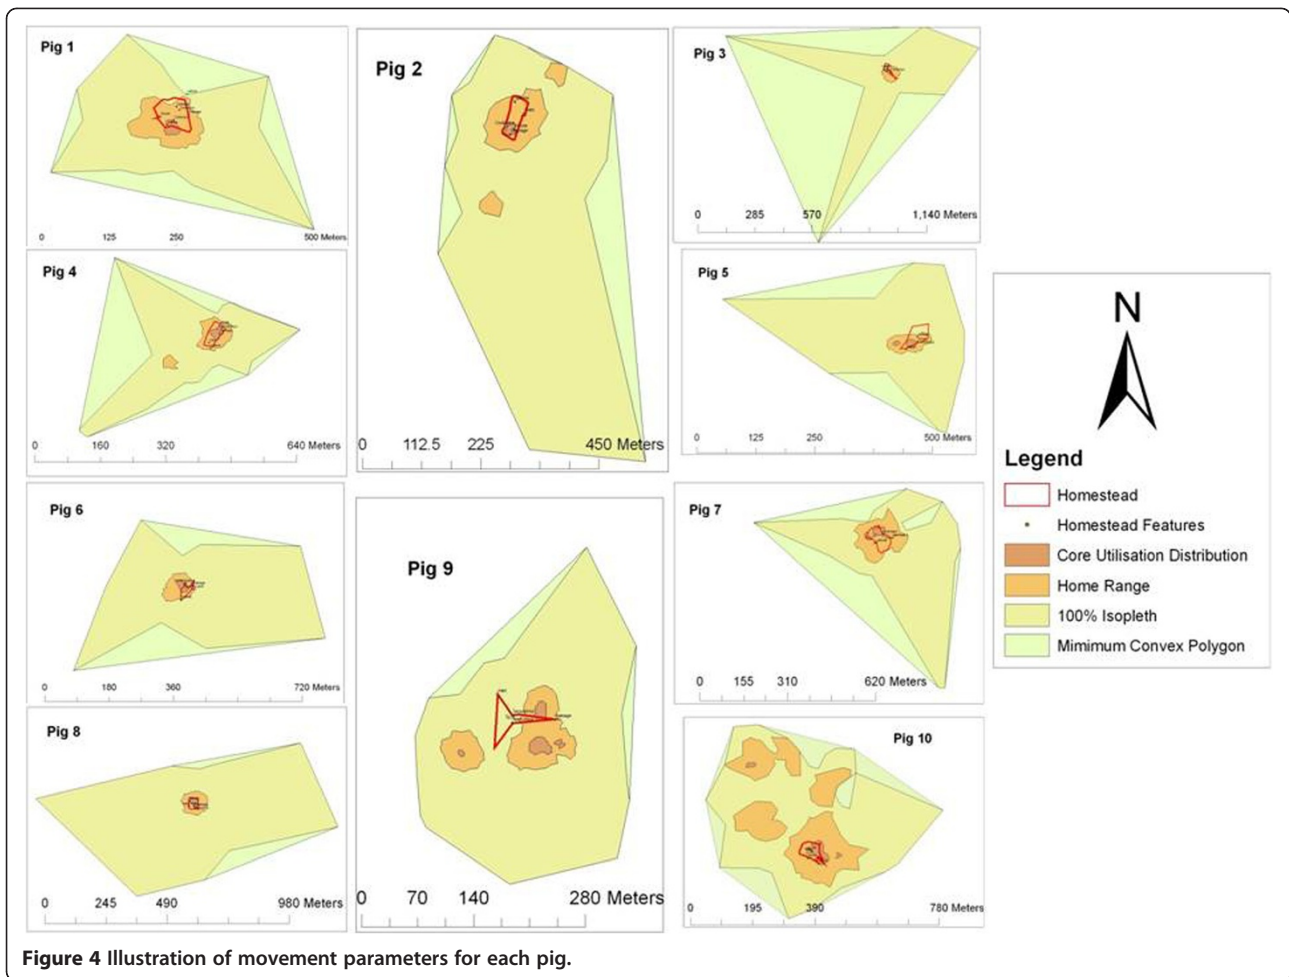 Pig 1
0 125 250 500 Meters
Pig 2
0 112.5 225 450 Meters
Pig 3
0 285 570 1,140 Meters
Pig 4
0 160 320 640 Meters
Pig 5
0 125 250 500 Meters
N
Legend
Homestead
Homestead Features
Core Utilisation Distribution
Home Range
100% Isopleth
Mimimum Convex Polygon
Pig 6
0 180 360 720 Meters
Pig 9
0 70 140 280 Meters
Pig 7
0 155 310 620 Meters
Pig 8
0 245 490 980 Meters
Pig 10
0 195 390 780 Meters
Figure 4 Illustration of movement parameters for each pig.